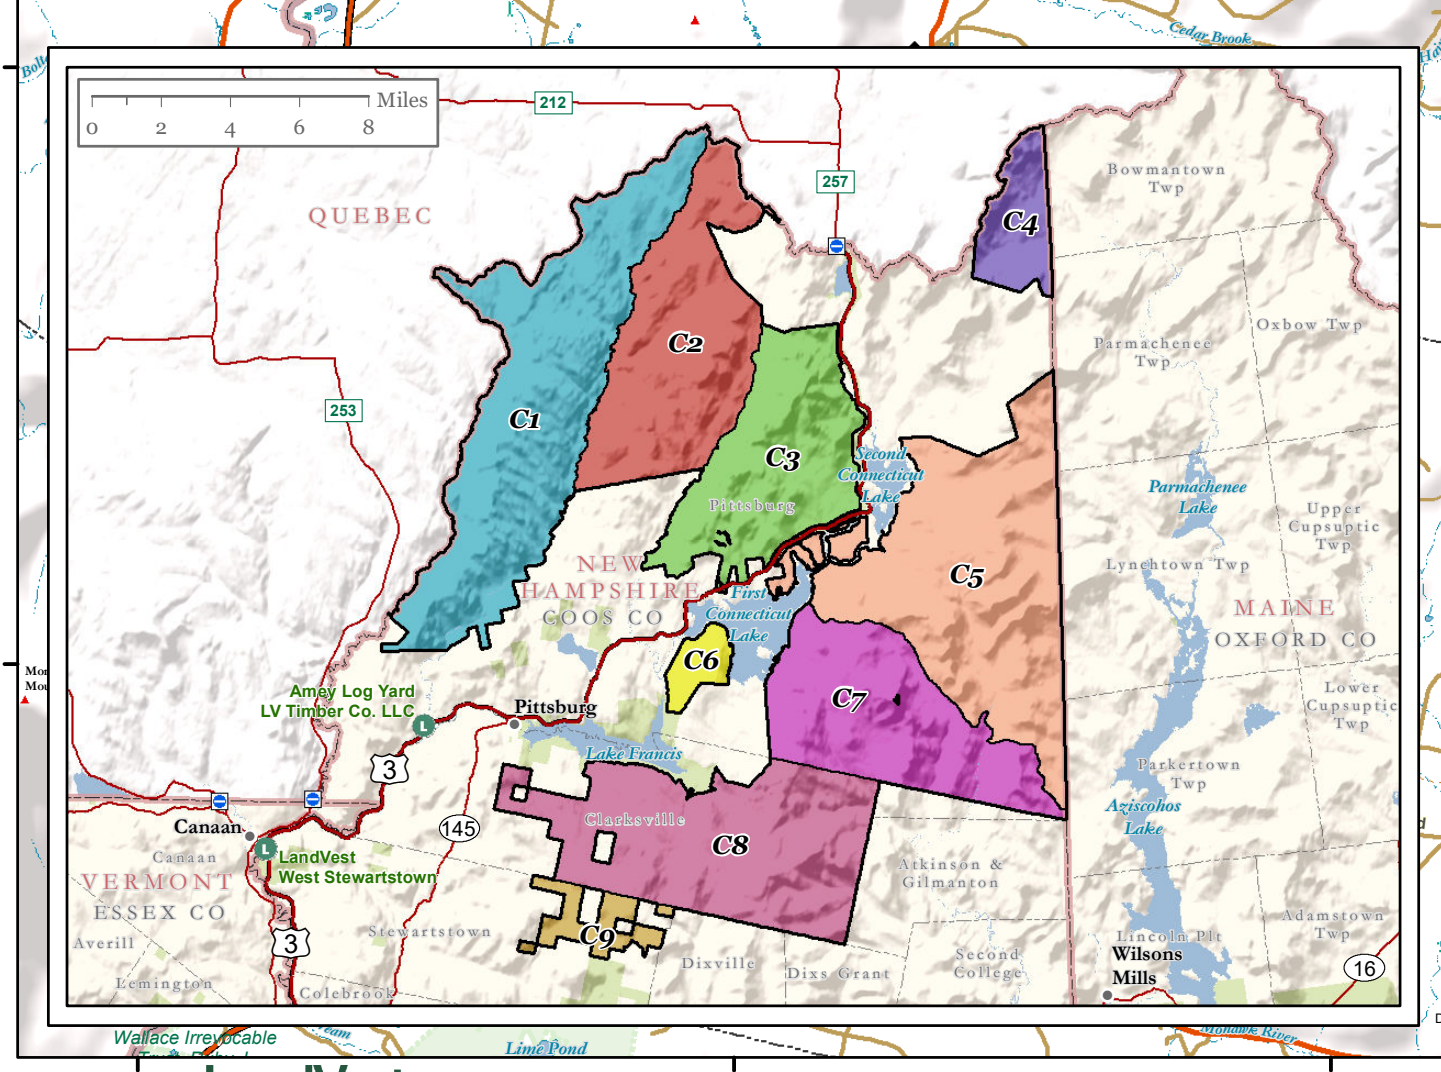 Cedar Brook
Miles
0 2 4 6 8
212
257
253
QUEBEC
Bowmantown
Twp
C4
Oxbow Twp
Parmachenee
Twp
C2
C1
C3
Second
Connecticut
Lake
Pittsburg
Parmachenee
Lake
Upper
Cupsuptic
Twp
Lynchtown Twp
NEW
HAMPSHIRE
COOS CO
C5
First
Connecticut
Lake
MAINE
OXFORD CO
C6
C7
Lower
Cupsuptic
Twp
Amey Log Yard
LV Timber Co. LLC
L
Pittsburg
Lake Francis
3
Parkertown
Twp
Aziscohos
Lake
145
Clarksville
C8
Canaan
Canaan
L
LandVest
West Stewartstown
VERMONT
ESSEX CO
Atkinson &
Gilmanton
Averill
3
Stewartstown
C9
Dixville
Dixs Grant
Second
College
Adamstown
Twp
Lincoln Plt
Wilsons
Mills
16
Lemington
Colebrook
Wallace Irrevocable
Lime Pond
Mohawk River
LandVest